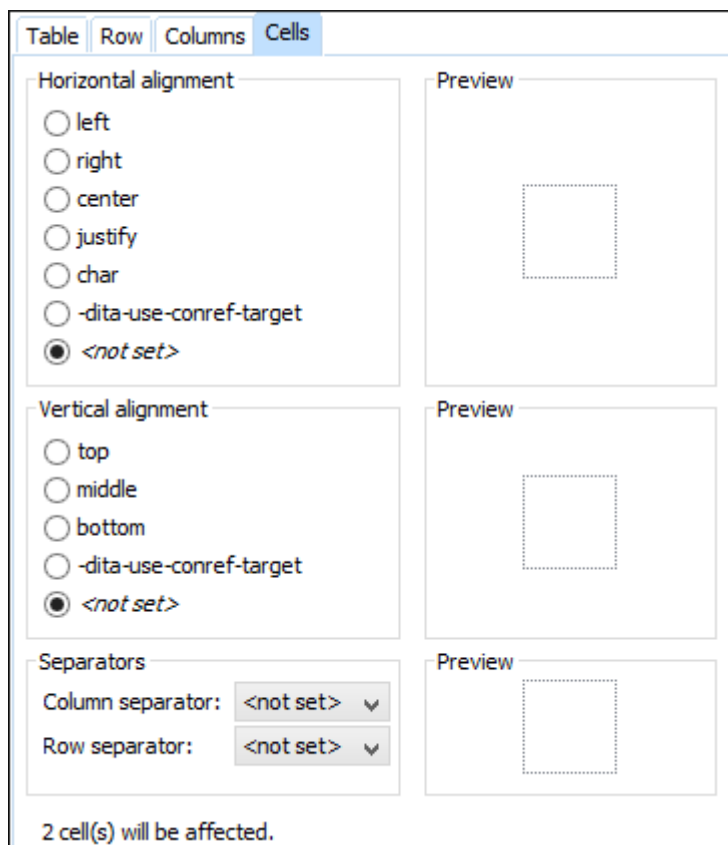 Table Row Columns Cells
Horizontal alignment
Preview
left
right
center
justify
char
-dita-use-conref-target
<not set>
Vertical alignment
Preview
top
middle
bottom
-dita-use-conref-target
<not set>
Separators
Preview
Column separator: <not set>
Row separator: <not set>
2 cell(s) will be affected.